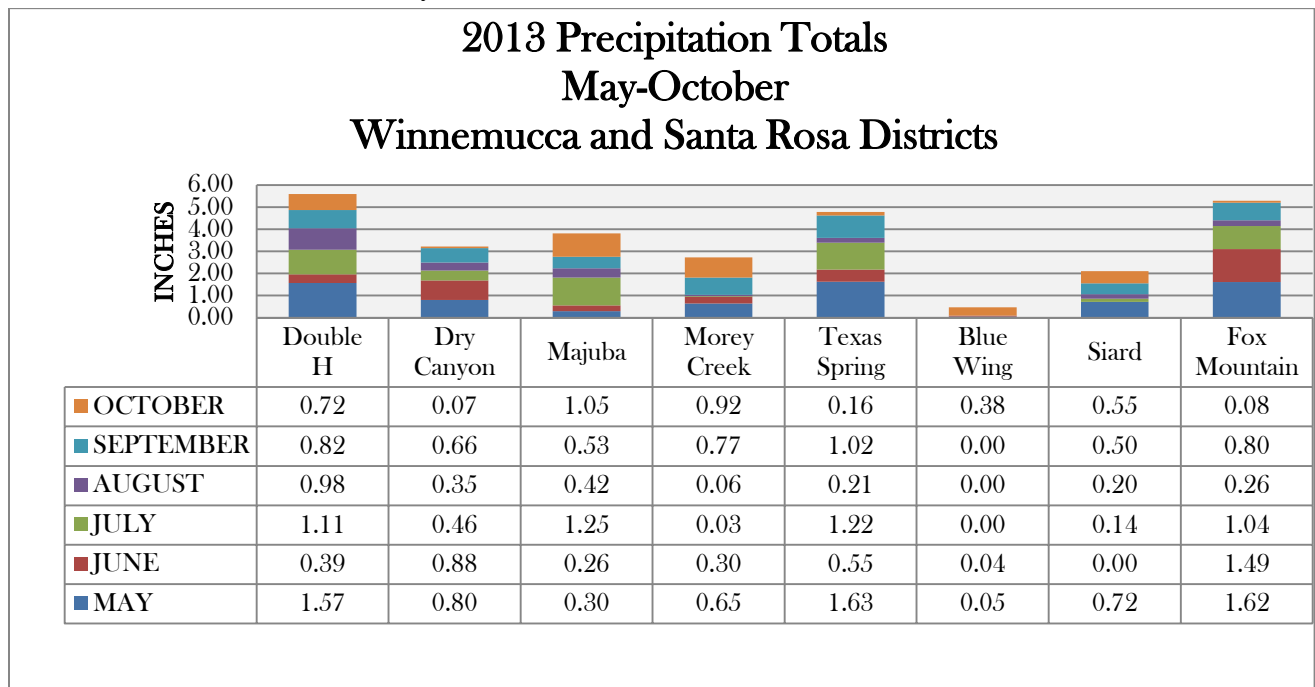 2013 Precipitation Totals
May-October
Winnemucca and Santa Rosa Districts
INCHES
6.00
5.00
4.00
3.00
2.00
1.00
0.00
Double H Dry Canyon Majuba Morey Creek Texas Spring Blue Wing Siard Fox Mountain
OCTOBER 0.72 0.07 1.05 0.92 0.16 0.38 0.55 0.08
SEPTEMBER 0.82 0.66 0.53 0.77 1.02 0.00 0.50 0.80
AUGUST 0.98 0.35 0.42 0.06 0.21 0.00 0.20 0.26
JULY 1.11 0.46 1.25 0.03 1.22 0.00 0.14 1.04
JUNE 0.39 0.88 0.26 0.30 0.55 0.04 0.00 1.49
MAY 1.57 0.80 0.30 0.65 1.63 0.05 0.72 1.62